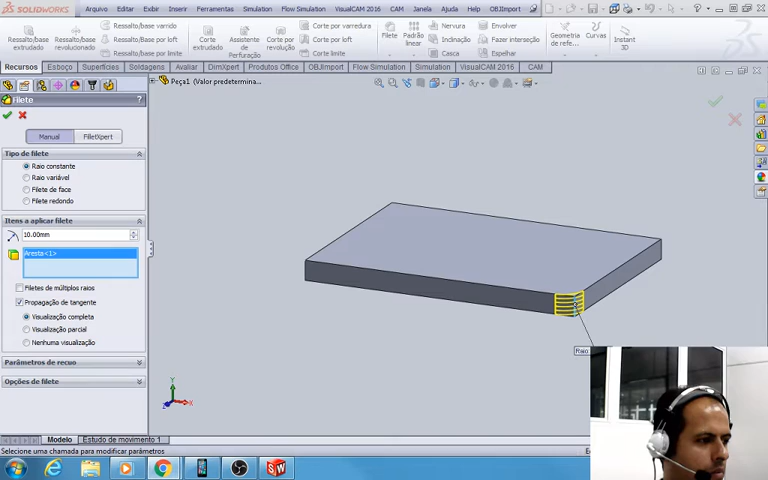 SOLIDWORKS Arquivo Editar Exibir Inserir Ferramentas Simulation Flow Simulation VisualCAM 2016 CAM Janela Ajuda OBJImport
Ressalto/base extrudado
Ressalto/base revolucionado
Ressalto/base varrido
Ressalto/base por loft
Ressalto/base por limite
Corte extrudado
Assistente de Perfuração
Corte por revolução
Corte por varredura
Corte por loft
Corte por limite
Filete
Padrão linear
Nervura
Inclinação
Casca
Envolver
Fazer interseção
Espelhar
Geometria de refe...
Curvas
Instant 3D
Recursos Esboço Superfícies Soldagens Avaliar DimXpert Produtos Office OBJImport Flow Simulation Simulation VisualCAM 2016 CAM
Peça1 (Valor predetermina...
Filete ?
Manual FilletXpert
Tipo de filete
Raio constante
Raio variável
Filete de face
Filete redondo
Itens a aplicar filete
10.00mm
Aresta<1>
Filetes de múltiplos raios
Propagação de tangente
Visualização completa
Visualização parcial
Nenhuma visualização
Parâmetros de recuo
Opções de filete
Raio:
Y
X
Z
Modelo Estudo de movimento 1
Selecione uma chamada para modificar parâmetros